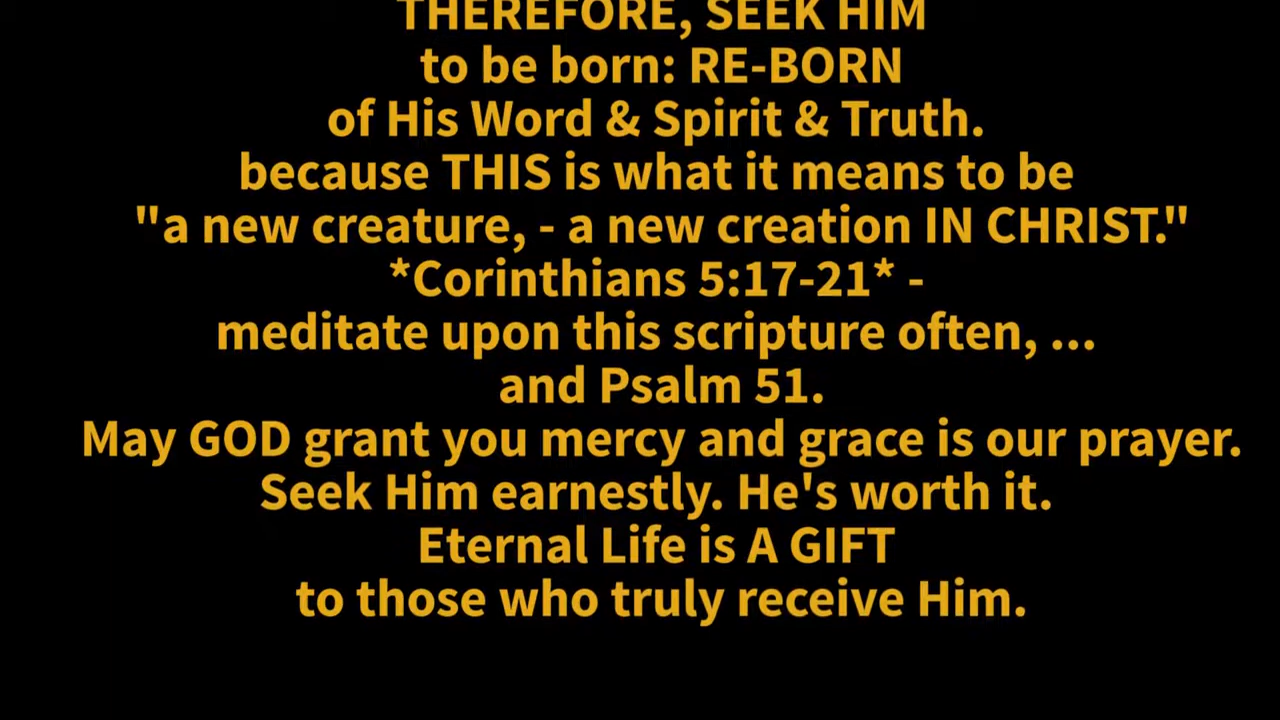 THEREFORE, SEEK HIM
to be born: RE-BORN
of His Word & Spirit & Truth.
because THIS is what it means to be
"a new creature, - a new creation IN CHRIST."
*Corinthians 5:17-21* -
meditate upon this scripture often, ...
and Psalm 51.
May GOD grant you mercy and grace is our prayer.
Seek Him earnestly. He's worth it.
Eternal Life is A GIFT
to those who truly receive Him.